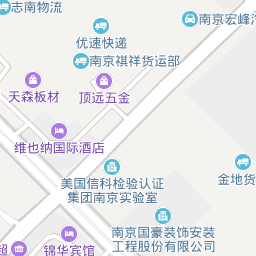 志南物流
南京宏峰汽
优速快递
南京祺祥货运部
天森板材
顶远五金
维也纳国际酒店
金地货
美国信科检验认证
集团南京实验室
南京国豪装饰安装
工程股份有限公司
超
锦华宾馆